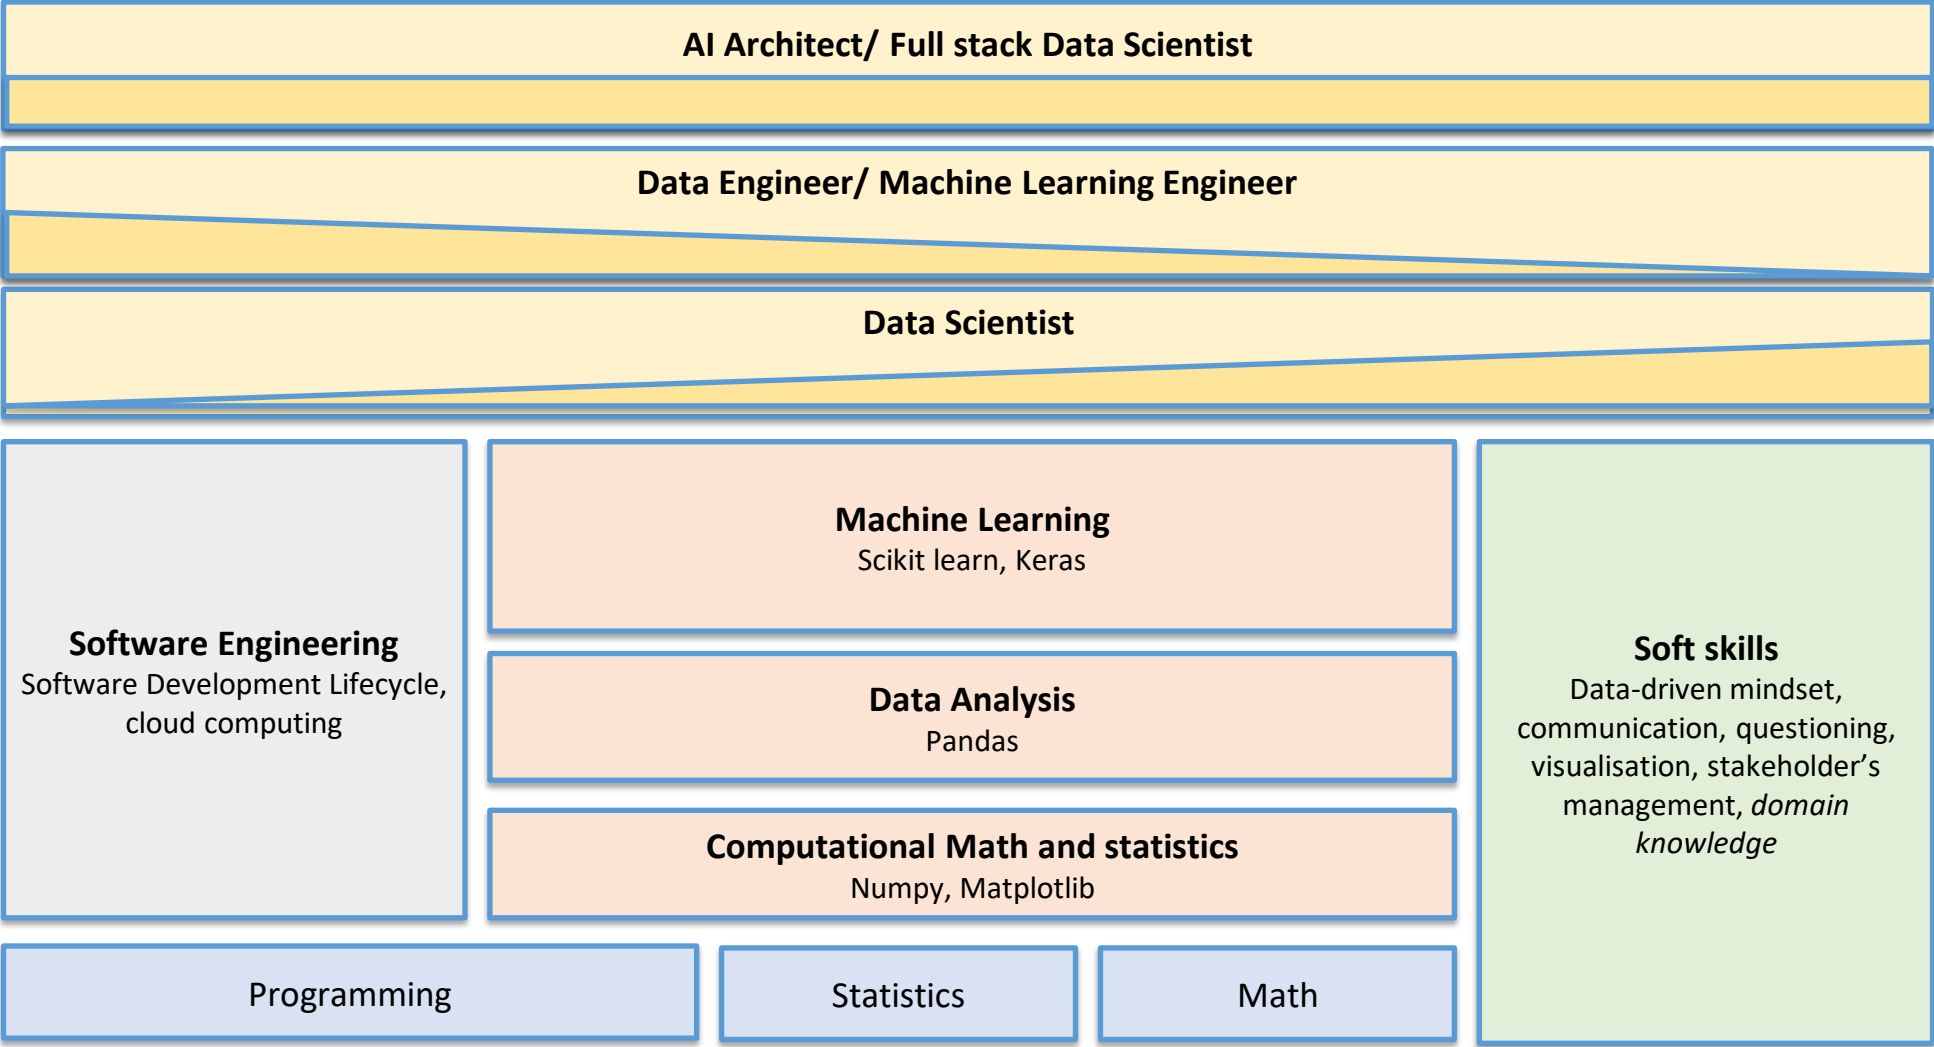 AI Architect/ Full stack Data Scientist
Data Engineer/ Machine Learning Engineer
Data Scientist
Software Engineering
Software Development Lifecycle,
cloud computing
Machine Learning
Scikit learn, Keras
Data Analysis
Pandas
Computational Math and statistics
Numpy, Matplotlib
Soft skills
Data-driven mindset,
communication, questioning,
visualisation, stakeholder’s
management, domain
knowledge
Programming
Statistics
Math